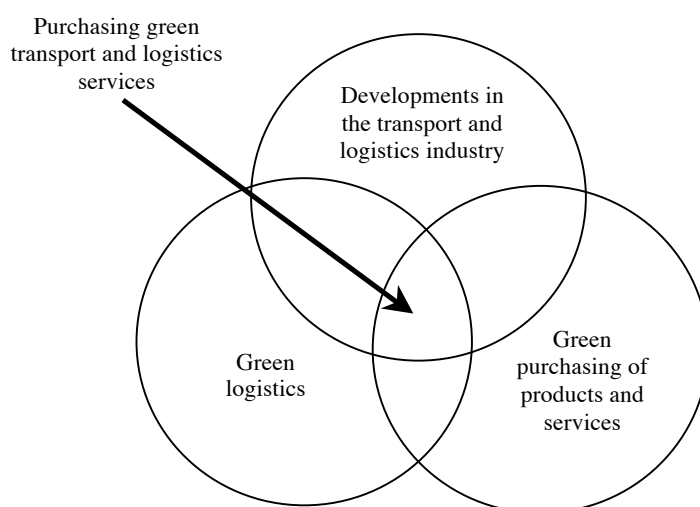 Purchasing green
transport and logistics
services
Developments in
the transport and
logistics industry
Green
logistics
Green
purchasing of
products and
services